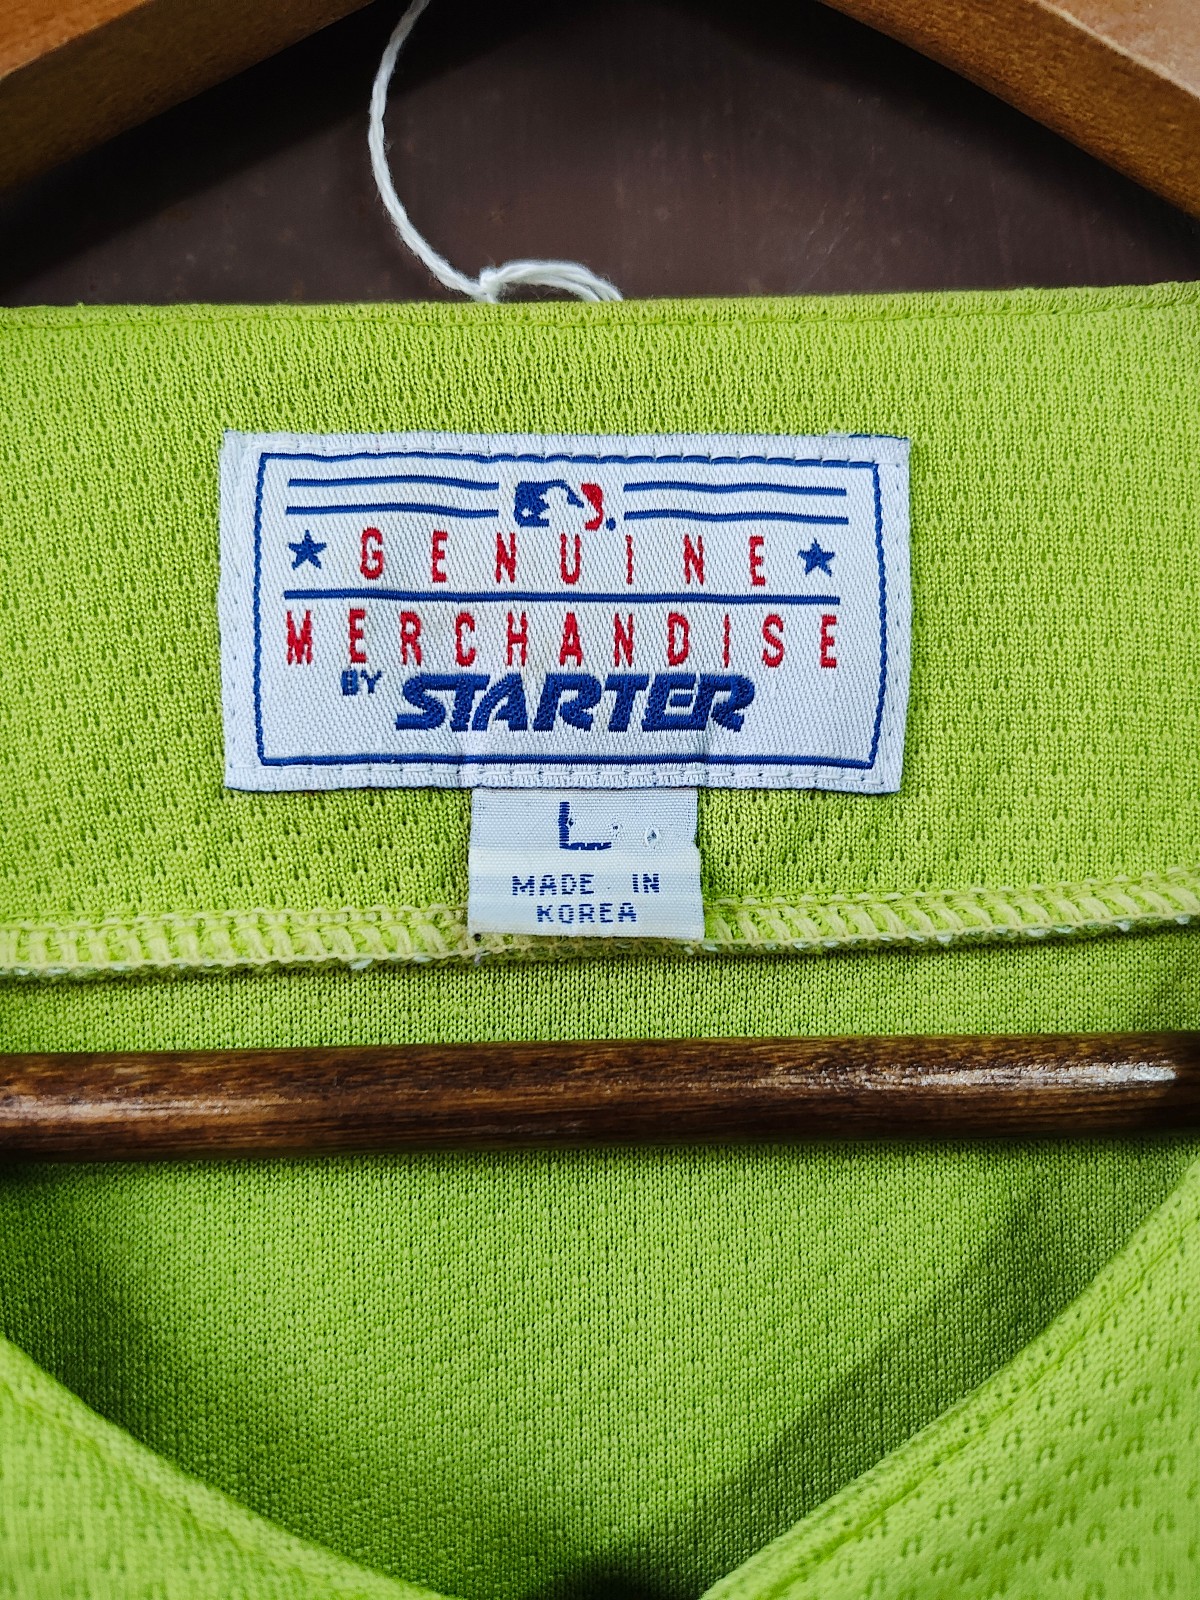 GENUINE
MERCHANDISE
BY STARTER
L
MADE IN
KOREA